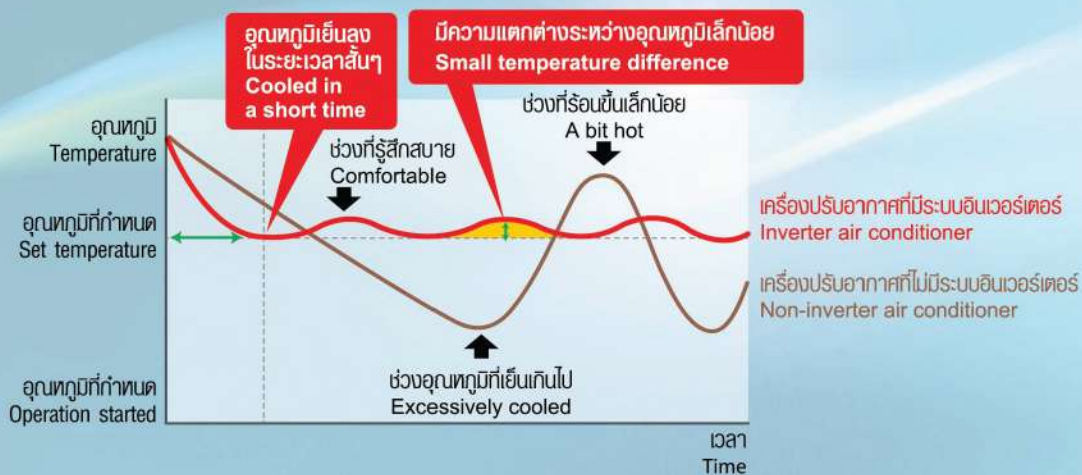 อุณหภูมิเย็นลง
ในระยะเวลาสั้นๆ
Cooled in
a short time
มีความแตกต่างระหว่างอุณหภูมิเล็กน้อย
Small temperature difference
ช่วงที่ร้อนขึ้นเล็กน้อย
A bit hot
อุณหภูมิ
Temperature
ช่วงที่รู้สึกสบาย
Comfortable
อุณหภูมิที่กำหนด
Set temperature
เครื่องปรับอากาศที่มีระบบอินเวอร์เตอร์
Inverter air conditioner
เครื่องปรับอากาศที่ไม่มีระบบอินเวอร์เตอร์
Non-inverter air conditioner
ช่วงอุณหภูมิที่เย็นเกินไป
Excessively cooled
อุณหภูมิที่กำหนด
Operation started
เวลา
Time